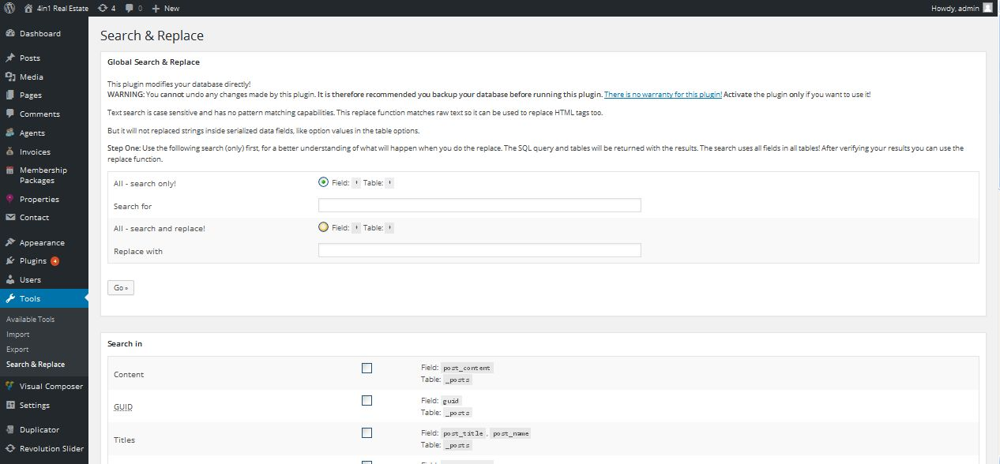 4in1 Real Estate 4 0 New Howdy, admin
Dashboard
Posts
Media
Pages
Comments
Agents
Invoices
Membership
Packages
Properties
Contact
Appearance
Plugins 4
Users
Tools
Available Tools
Import
Export
Search & Replace
Visual Composer
Settings
Duplicator
Revolution Slider
Search & Replace
Global Search & Replace
This plugin modifies your database directly!
WARNING: You cannot undo any changes made by this plugin. It is therefore recommended you backup your database before running this plugin. There is no warranty for this plugin! Activate the plugin only if you want to use it!
Text search is case sensitive and has no pattern matching capabilities. This replace function matches raw text so it can be used to replace HTML tags too.
But it will not replaced strings inside serialized data fields, like option values in the table options.
Step One: Use the following search (only) first, for a better understanding of what will happen when you do the replace. The SQL query and tables will be returned with the results. The search uses all fields in all tables! After verifying your results you can use the
replace function.
All - search only! Field: * Table: *
Search for
All - search and replace! Field: * Table: *
Replace with
Go »
Search in
Content Field: post_content
Table: _posts
GUID Field: guid
Table: _posts
Titles Field: post_title, post_name
Table: _posts